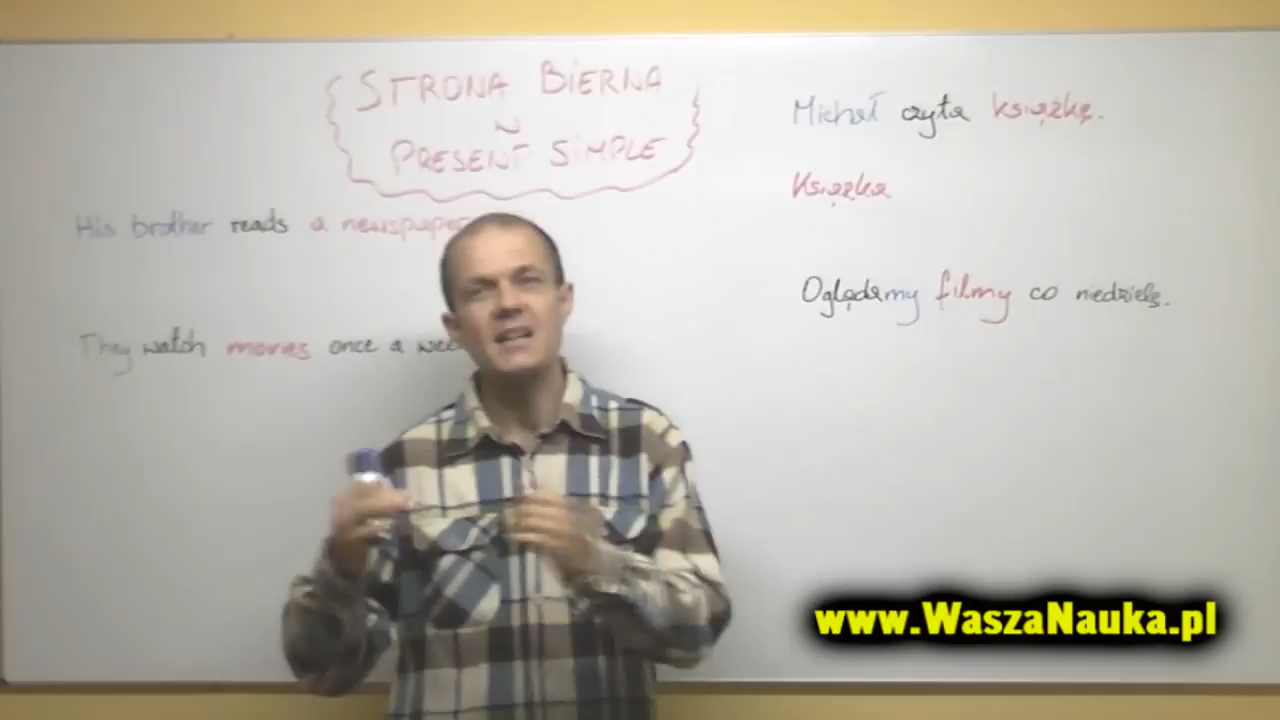 STRONA BIERNA
W
PRESENT SIMPLE
His brother reads a newspaper
They watch movies once a
Michał czyta książkę.
Książka
Oglądamy filmy co niedzielę.
www.WaszaNauka.pl